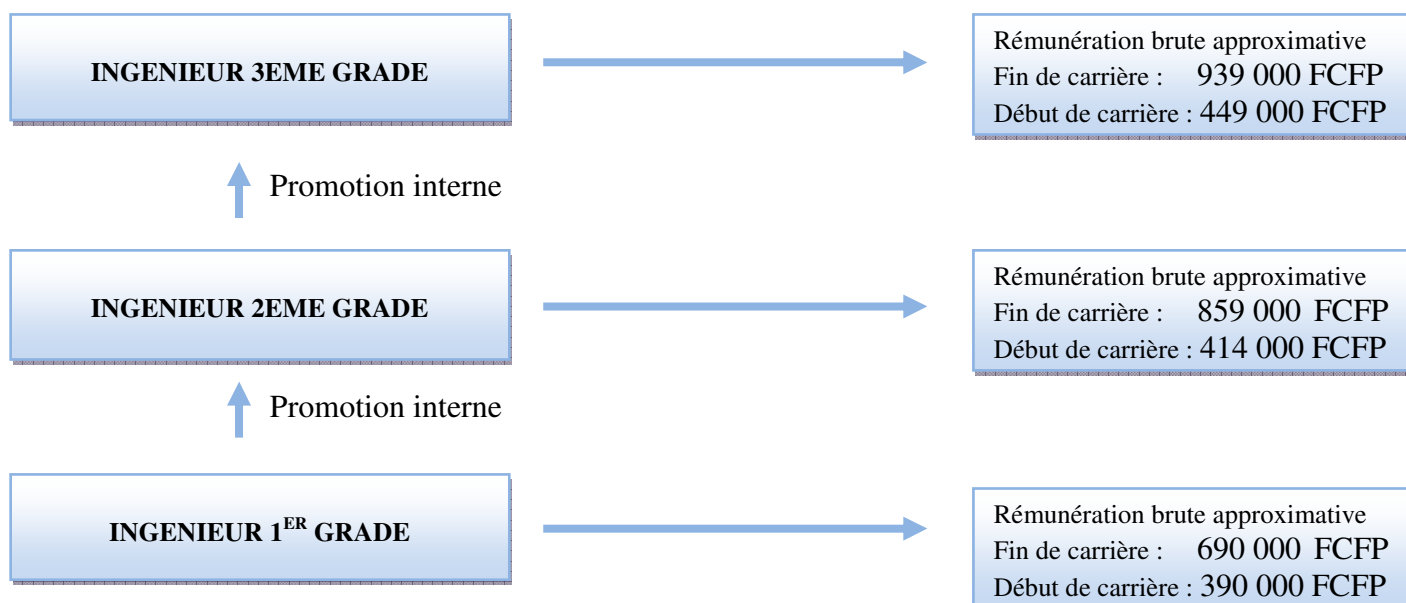 INGENIEUR 3EME GRADE
Rémunération brute approximative
Fin de carrière : 939 000 FCFP
Début de carrière : 449 000 FCFP
Promotion interne
INGENIEUR 2EME GRADE
Rémunération brute approximative
Fin de carrière : 859 000 FCFP
Début de carrière : 414 000 FCFP
Promotion interne
INGENIEUR 1ER GRADE
Rémunération brute approximative
Fin de carrière : 690 000 FCFP
Début de carrière : 390 000 FCFP